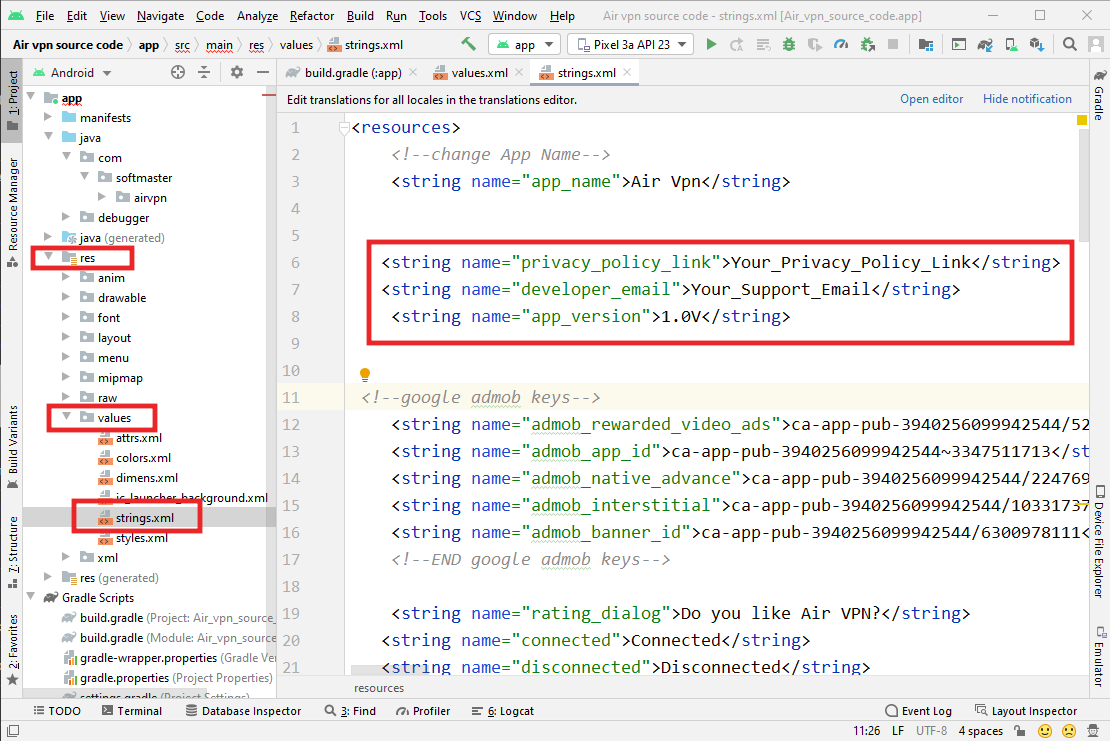 File Edit View Navigate Code Analyze Refactor Build Run Tools VCS Window Help Air vpn source code - strings.xml [Air_vpn_source_code.app]
Air vpn source code app src main res values strings.xml app Pixel 3a API 23
Android build.gradle (:app) values.xml strings.xml
Edit translations for all locales in the translations editor. Open editor Hide notification
1: Project
Resource Manager
Build Variants
7: Structure
2: Favorites
app
manifests
java
com
softmaster
airvpn
debugger
java (generated)
res
anim
drawable
font
layout
menu
mipmap
raw
values
attrs.xml
colors.xml
dimens.xml
ic_launcher_background.xml
strings.xml
styles.xml
xml
res (generated)
Gradle Scripts
build.gradle (Project: Air_vpn_source_
build.gradle (Module: Air_vpn_source
gradle-wrapper.properties (Gradle Ver
gradle.properties (Project Properties)
settings.gradle (Project Settings)
1 <resources>
2 <!--change App Name-->
3 <string name="app_name">Air Vpn</string>
4
5
6 <string name="privacy_policy_link">Your_Privacy_Policy_Link</string>
7 <string name="developer_email">Your_Support_Email</string>
8 <string name="app_version">1.0V</string>
9
10
11 <!--google admob keys-->
12 <string name="admob_rewarded_video_ads">ca-app-pub-3940256099942544/52
13 <string name="admob_app_id">ca-app-pub-3940256099942544~3347511713</st
14 <string name="admob_native_advance">ca-app-pub-3940256099942544/224769
15 <string name="admob_interstitial">ca-app-pub-3940256099942544/10331737
16 <string name="admob_banner_id">ca-app-pub-3940256099942544/6300978111<
17 <!--END google admob keys-->
18
19 <string name="rating_dialog">Do you like Air VPN?</string>
20 <string name="connected">Connected</string>
21 <string name="disconnected">Disconnected</string>
resources
Gradle
Device File Explorer
Emulator
TODO Terminal Database Inspector 3: Find Profiler 6: Logcat Event Log Layout Inspector
11:26 LF UTF-8 4 spaces